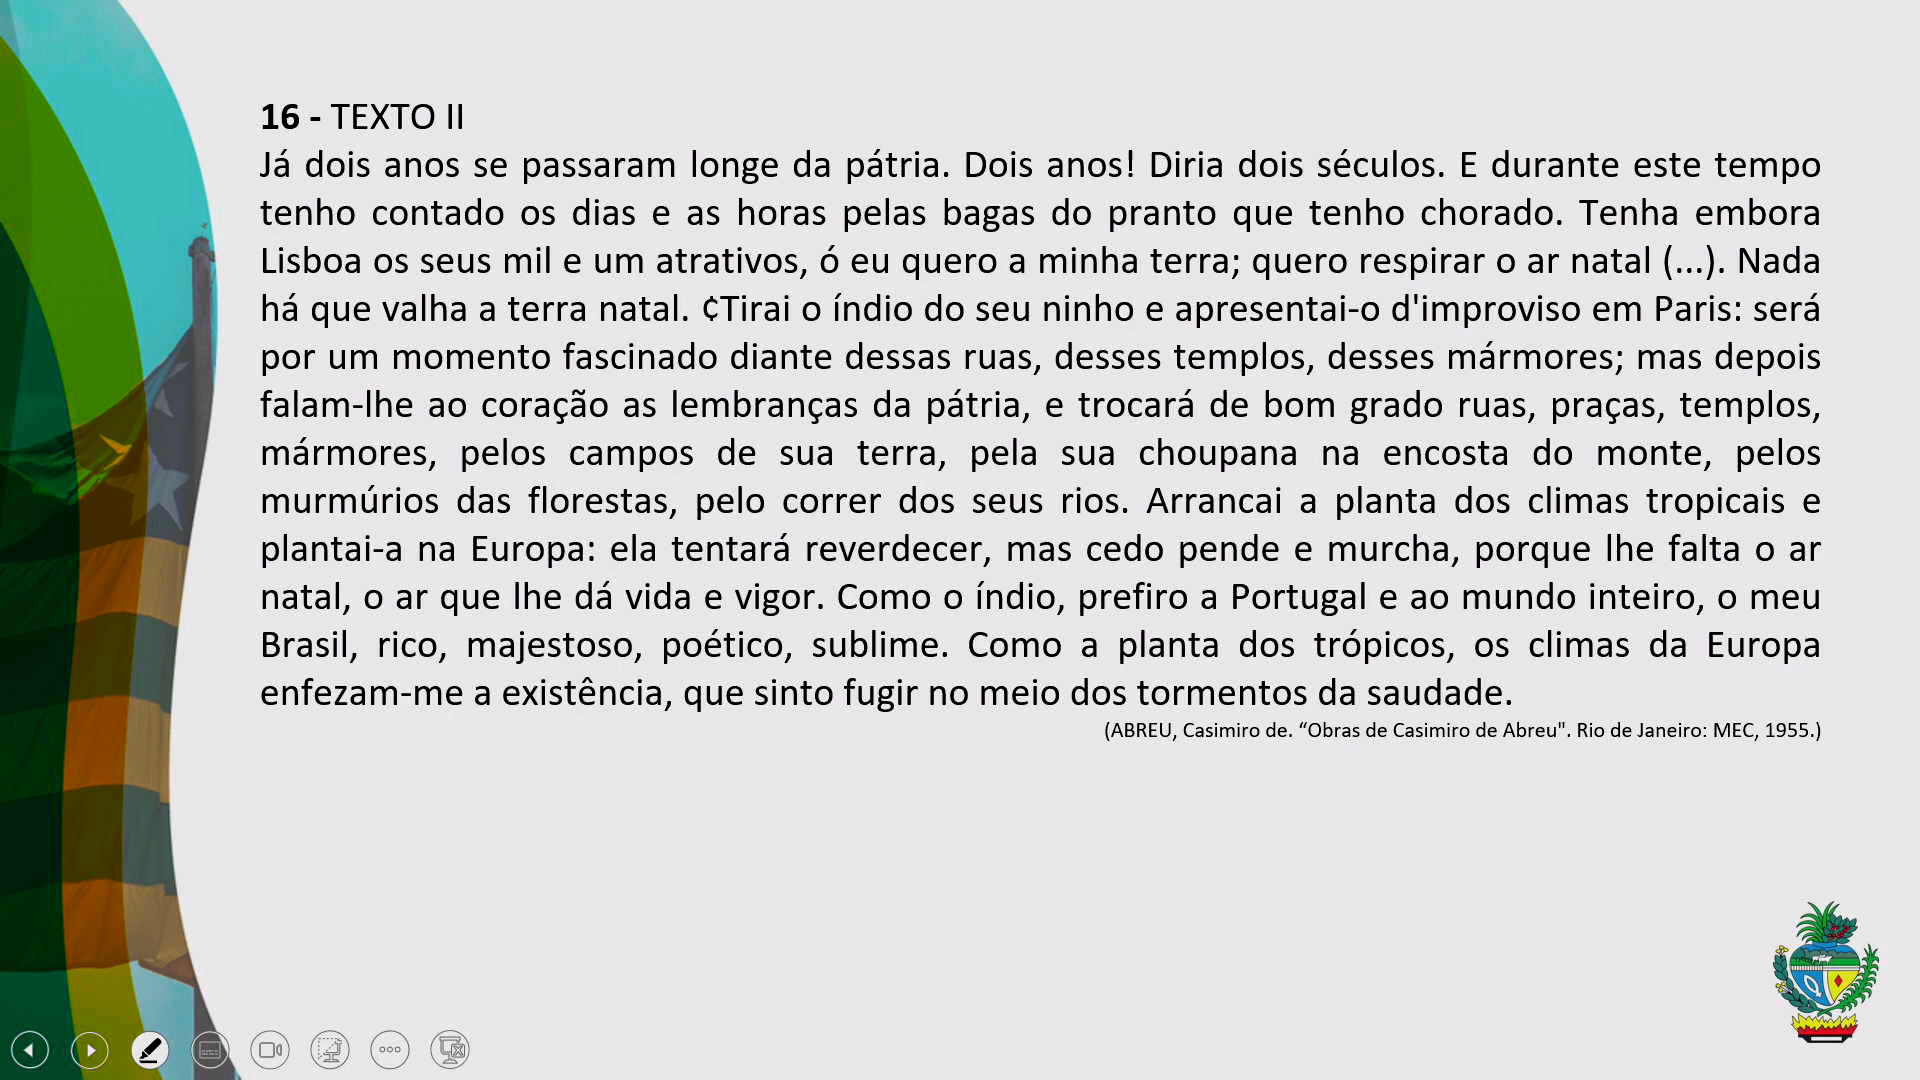 16 - TEXTO II
Já dois anos se passaram longe da pátria. Dois anos! Diria dois séculos. E durante este tempo
tenho contado os dias e as horas pelas bagas do pranto que tenho chorado. Tenha embora
Lisboa os seus mil e um atrativos, ó eu quero a minha terra; quero respirar o ar natal (...). Nada
há que valha a terra natal. ¢Tirai o índio do seu ninho e apresentai-o d'improviso em Paris: será
por um momento fascinado diante dessas ruas, desses templos, desses mármores; mas depois
falam-lhe ao coração as lembranças da pátria, e trocará de bom grado ruas, praças, templos,
mármores, pelos campos de sua terra, pela sua choupana na encosta do monte, pelos
murmúrios das florestas, pelo correr dos seus rios. Arrancai a planta dos climas tropicais e
plantai-a na Europa: ela tentará reverdecer, mas cedo pende e murcha, porque lhe falta o ar
natal, o ar que lhe dá vida e vigor. Como o índio, prefiro a Portugal e ao mundo inteiro, o meu
Brasil, rico, majestoso, poético, sublime. Como a planta dos trópicos, os climas da Europa
enfezam-me a existência, que sinto fugir no meio dos tormentos da saudade.
(ABREU, Casimiro de. “Obras de Casimiro de Abreu". Rio de Janeiro: MEC, 1955.)